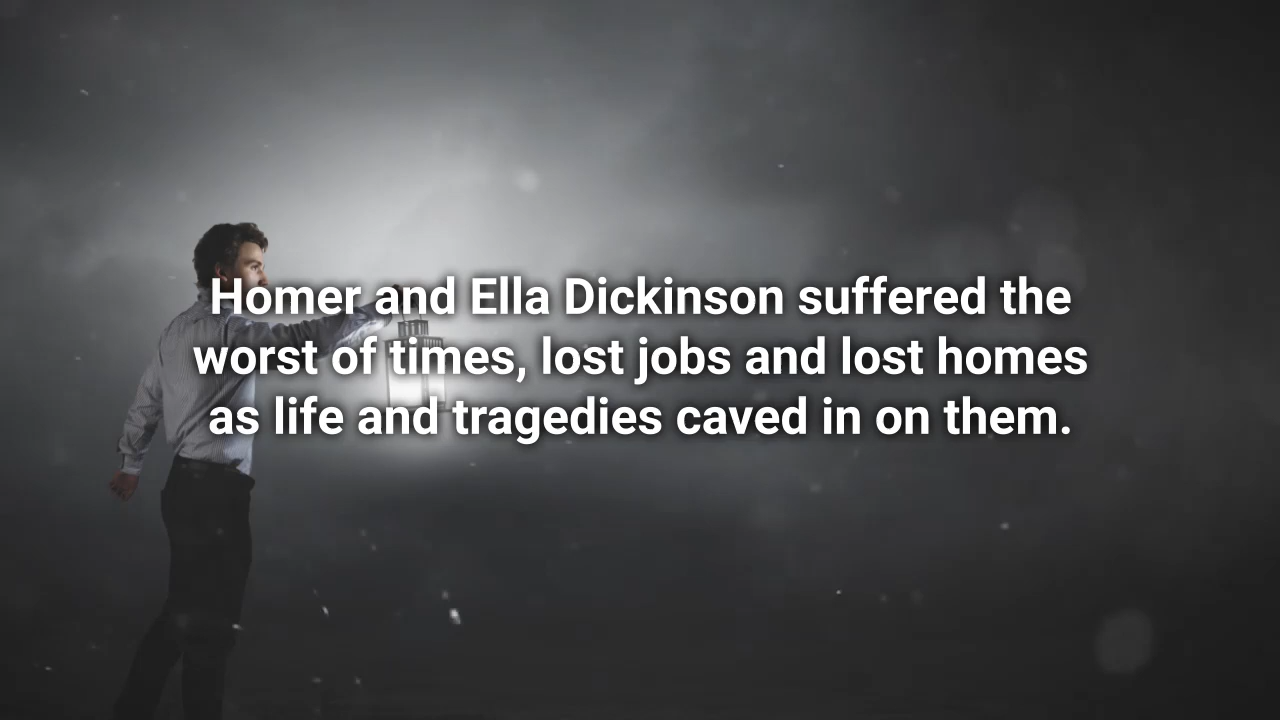 Homer and Ella Dickinson suffered the
worst of times, lost jobs and lost homes
as life and tragedies caved in on them.